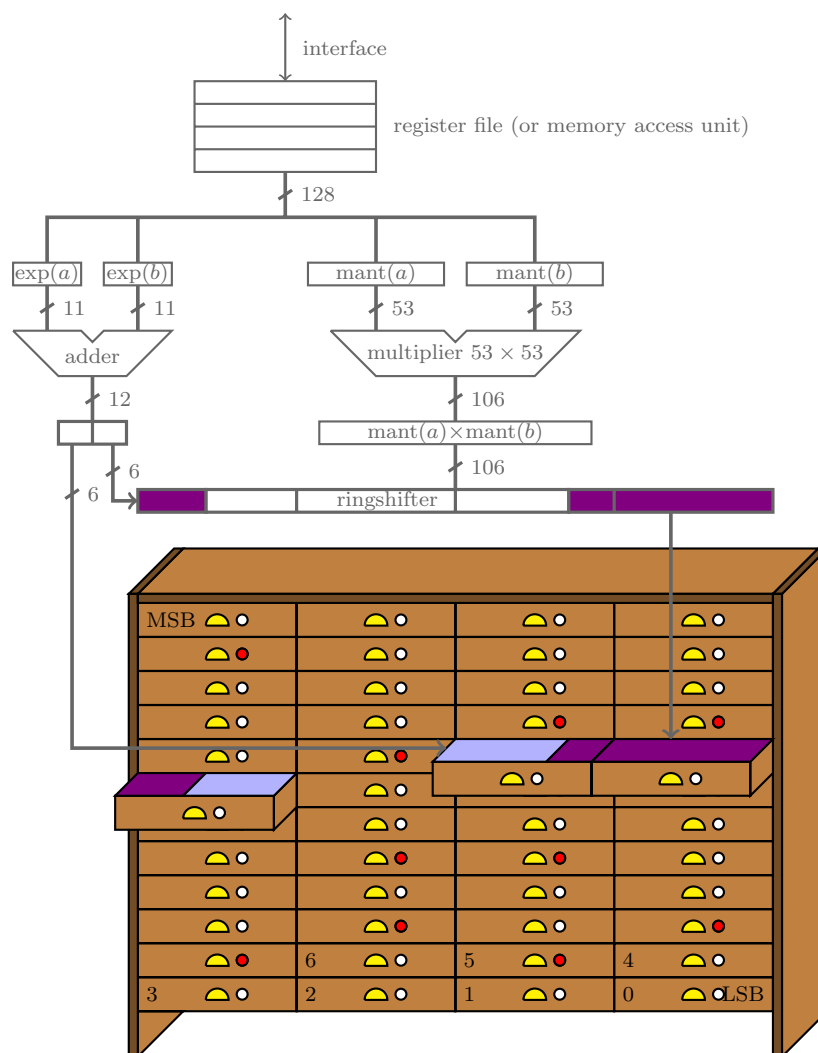 interface
register file (or memory access unit)
128
exp(a) exp(b) mant(a) mant(b)
11 11 53 53
adder multiplier 53 × 53
12 106
mant(a)×mant(b)
6 106
6
ringshifter
MSB
6 5 4
3 2 1 0 LSB